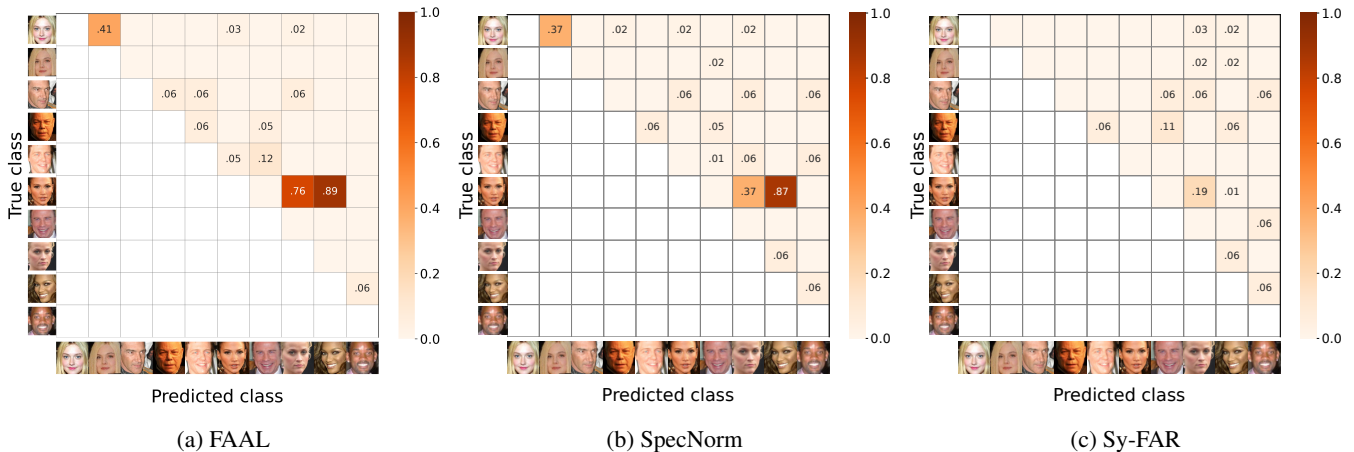 1.0
1.0
1.0
.41 .03 .02
.37 .02 .02 .02
.03 .02
.02
.02 .02
0.8
0.8
0.8
.06 .06 .06
.06 .06 .06
.06 .06 .06
0.6
0.6
0.6
.06 .05
.06 .05
.06 .11 .06
.05 .12
.01 .06 .06
0.4
0.4
0.4
.76 .89
.37 .87
.19 .01
.06
0.2
0.2
0.2
.06
.06
.06
.06
.06
0.0
0.0
0.0
True class
True class
True class
Predicted class
Predicted class
Predicted class
(a) FAAL
(b) SpecNorm
(c) Sy-FAR